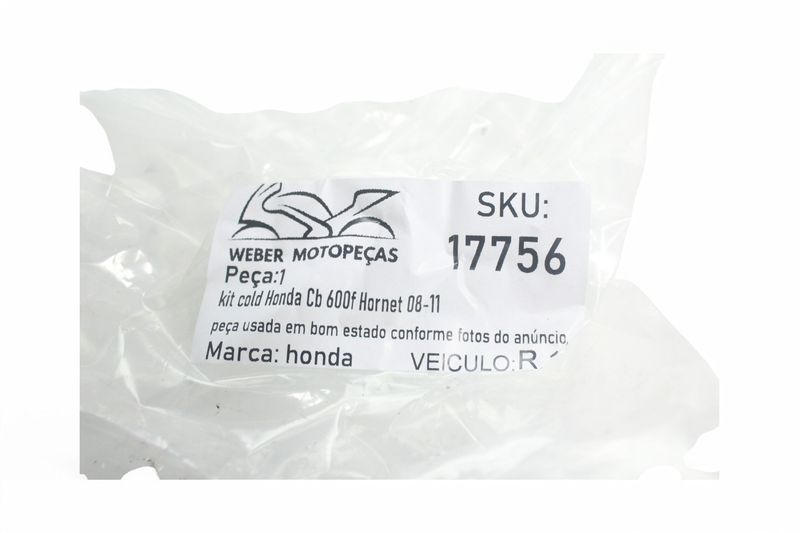 WEBER MOTOPEÇAS
SKU:
17756
Peça:1
kit cold Honda Cb 600f Hornet 08-11
peça usada em bom estado conforme fotos do anúncio,
Marca: honda
VEICULO: R